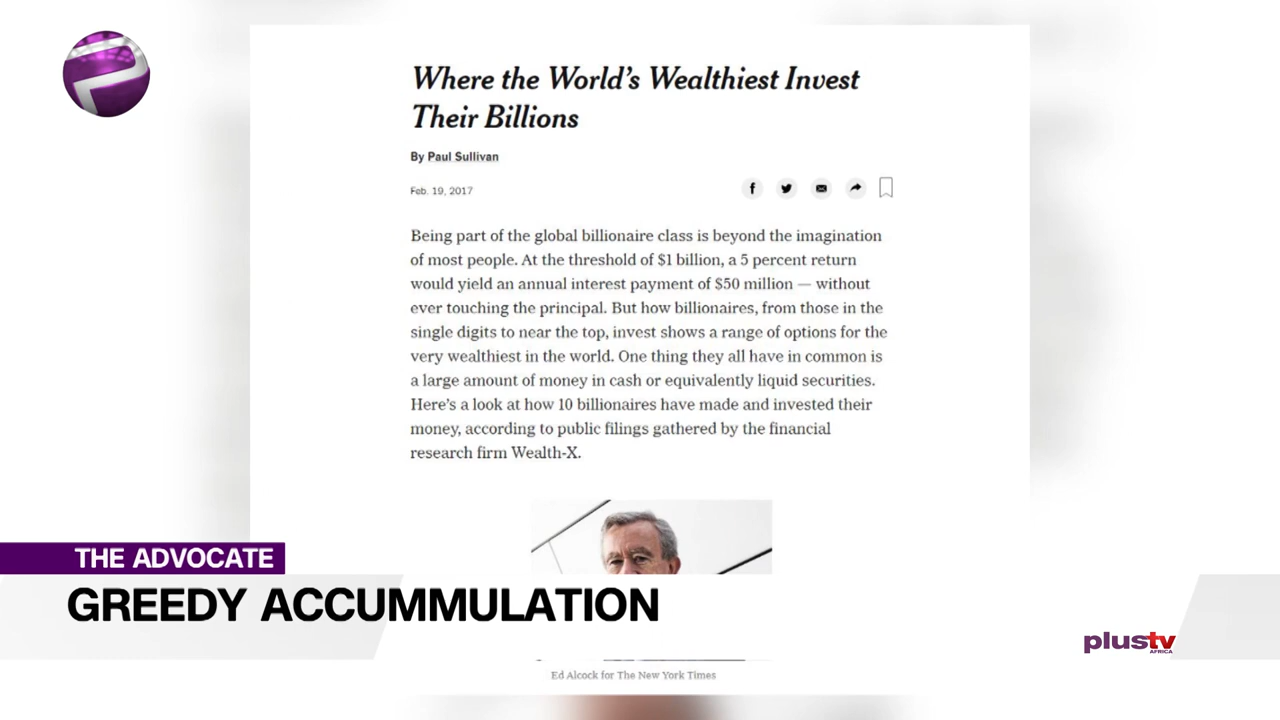 Where the World's Wealthiest Invest
Their Billions
By Paul Sullivan
Feb. 19, 2017
Being part of the global billionaire class is beyond the imagination
of most people. At the threshold of $1 billion, a 5 percent return
would yield an annual interest payment of $50 million — without
ever touching the principal. But how billionaires, from those in the
single digits to near the top, invest shows a range of options for the
very wealthiest in the world. One thing they all have in common is
a large amount of money in cash or equivalently liquid securities.
Here's a look at how 10 billionaires have made and invested their
money, according to public filings gathered by the financial
research firm Wealth-X.
THE ADVOCATE
GREEDY ACCUMMULATION
plustv
AFRICA
Ed Alcock for The New York Times